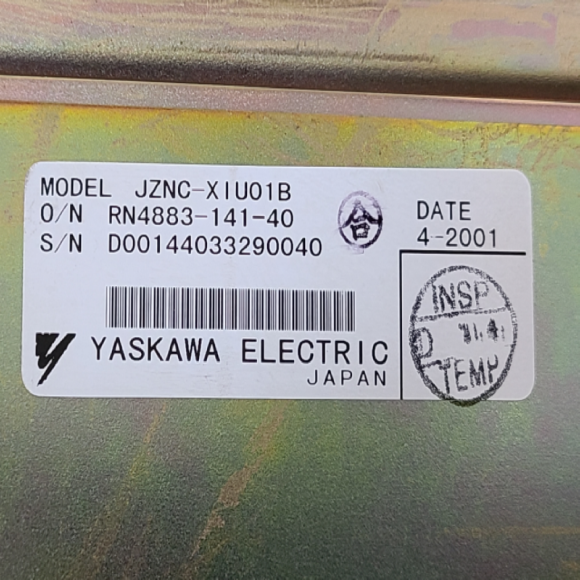 MODEL JZNC-XIU01B
O/N RN4883-141-40
S/N D00144033290040
合
DATE
4-2001
YASKAWA ELECTRIC
JAPAN
INSP
D
TEMP